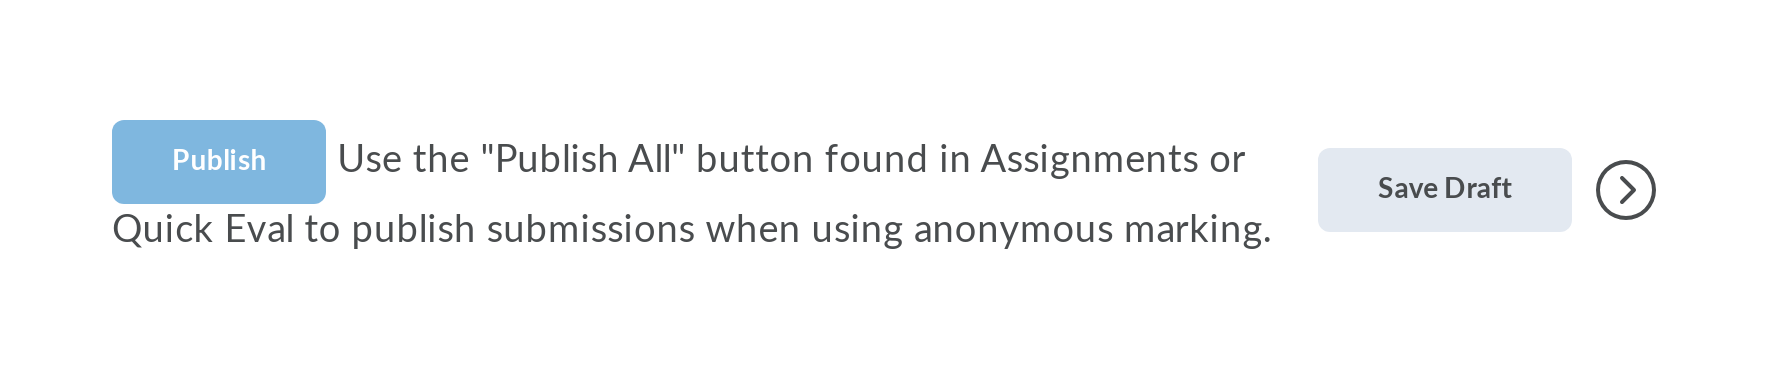 Publish Use the "Publish All" button found in Assignments or
Quick Eval to publish submissions when using anonymous marking.
Save Draft